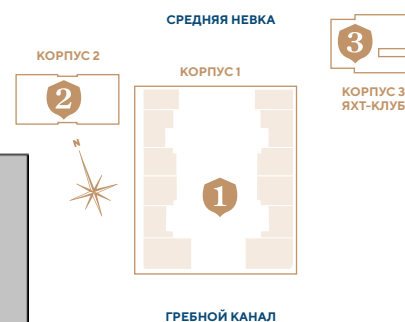 СРЕДНЯЯ НЕВКА
3
КОРПУС 2
КОРПУС 1
КОРПУС 3
ЯХТ-КЛУБ
2
N
1
ГРЕБНОЙ КАНАЛ